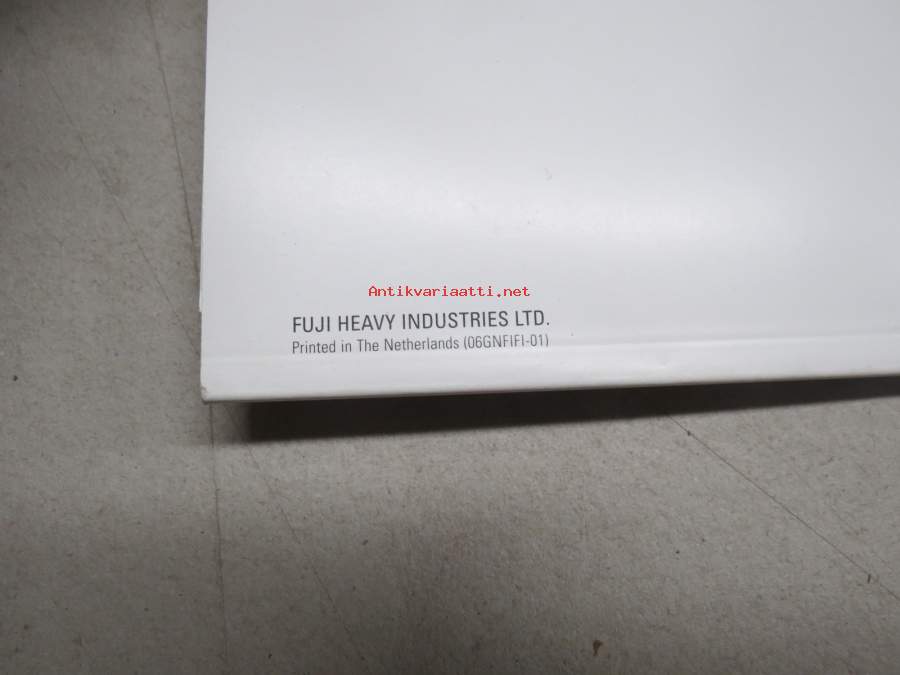 Antikvariaatti.net
FUJI HEAVY INDUSTRIES LTD.
Printed in The Netherlands (06GNFIFI-01)